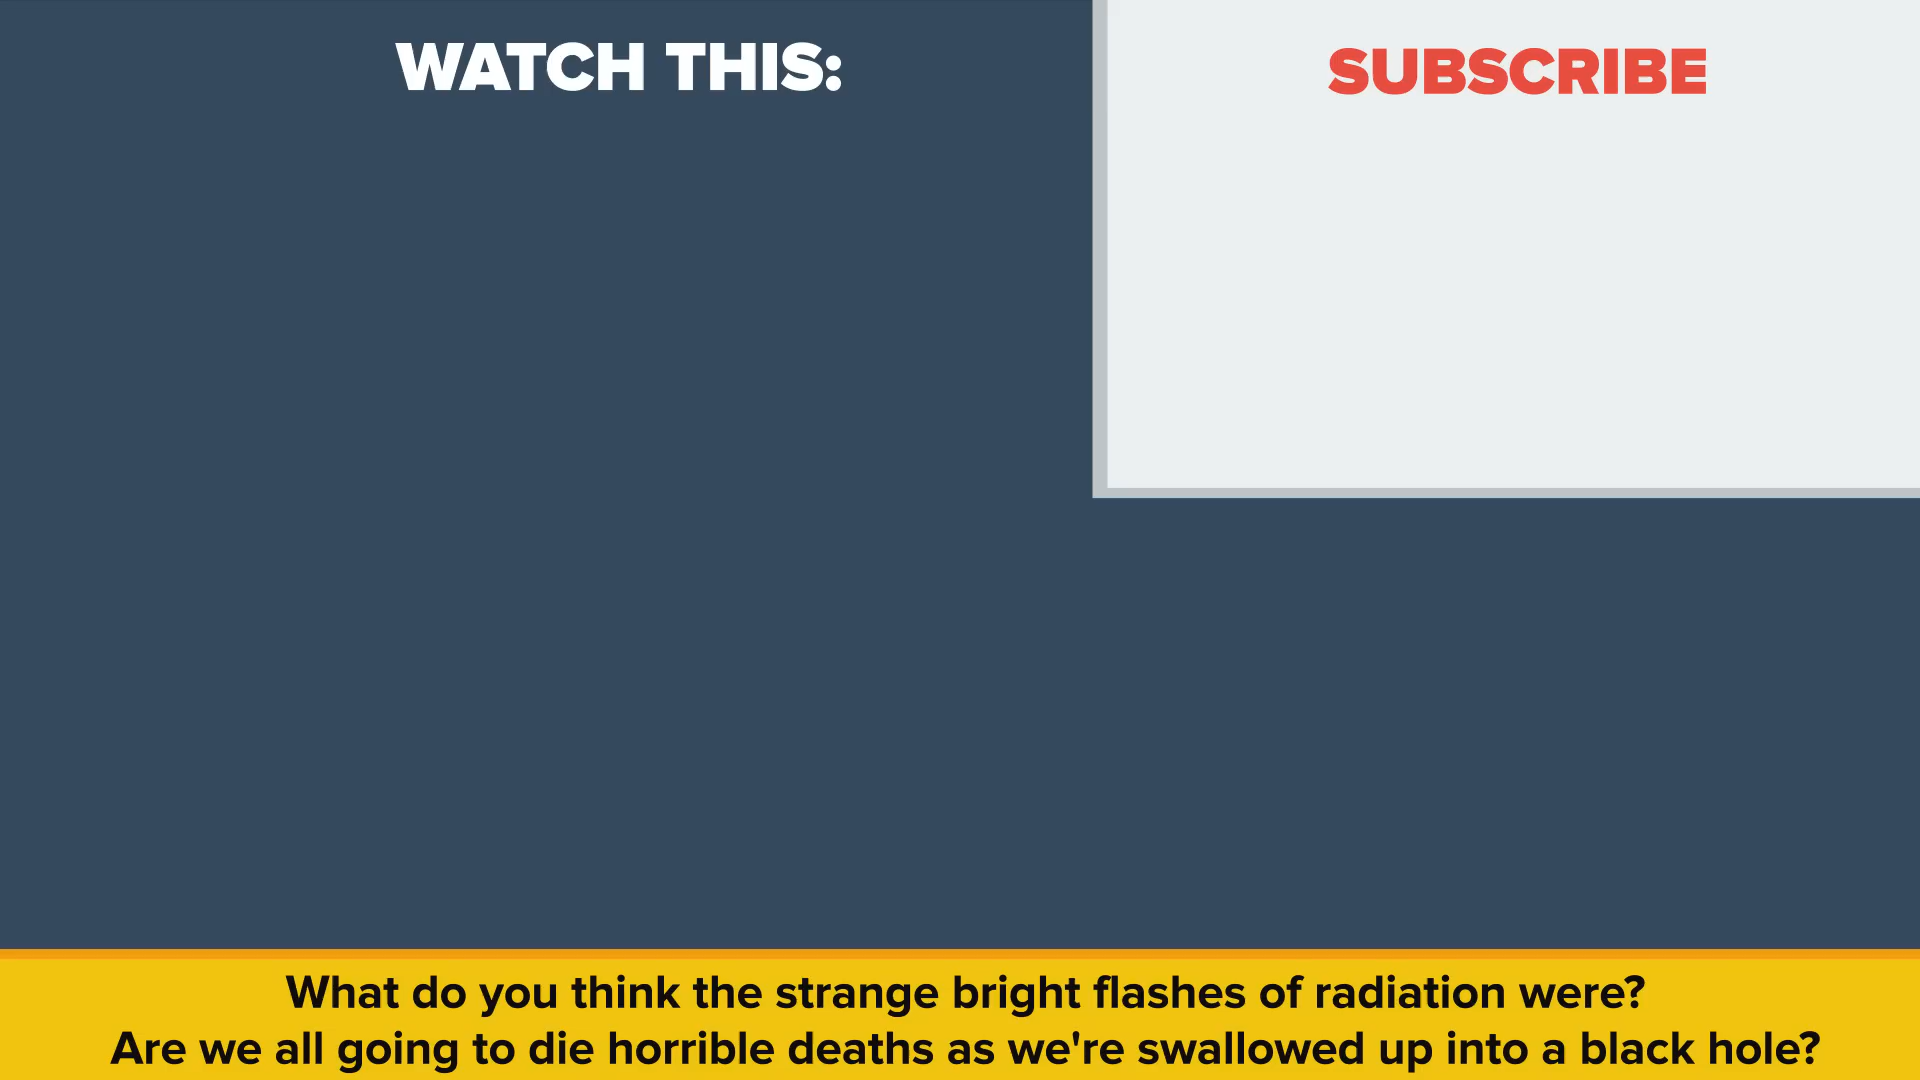 WATCH THIS:
SUBSCRIBE
What do you think the strange bright flashes of radiation were?
Are we all going to die horrible deaths as we're swallowed up into a black hole?